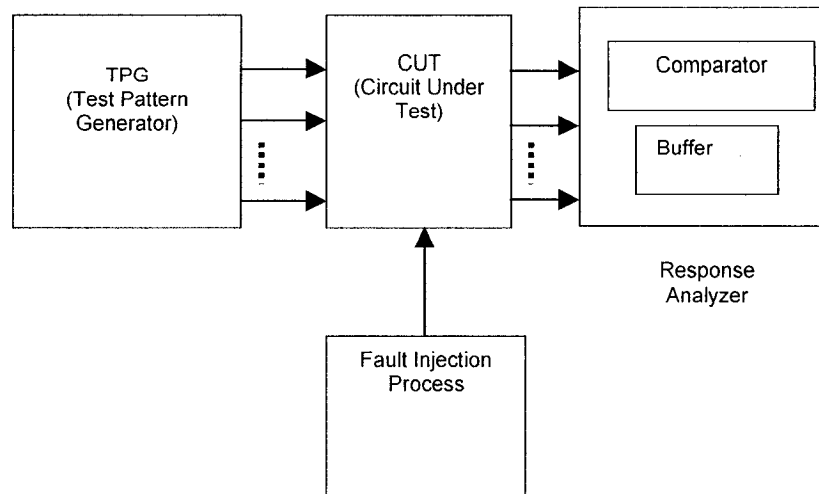 TPG
(Test Pattern
Generator)
CUT
(Circuit Under
Test)
Comparator
Buffer
Response
Analyzer
Fault Injection
Process